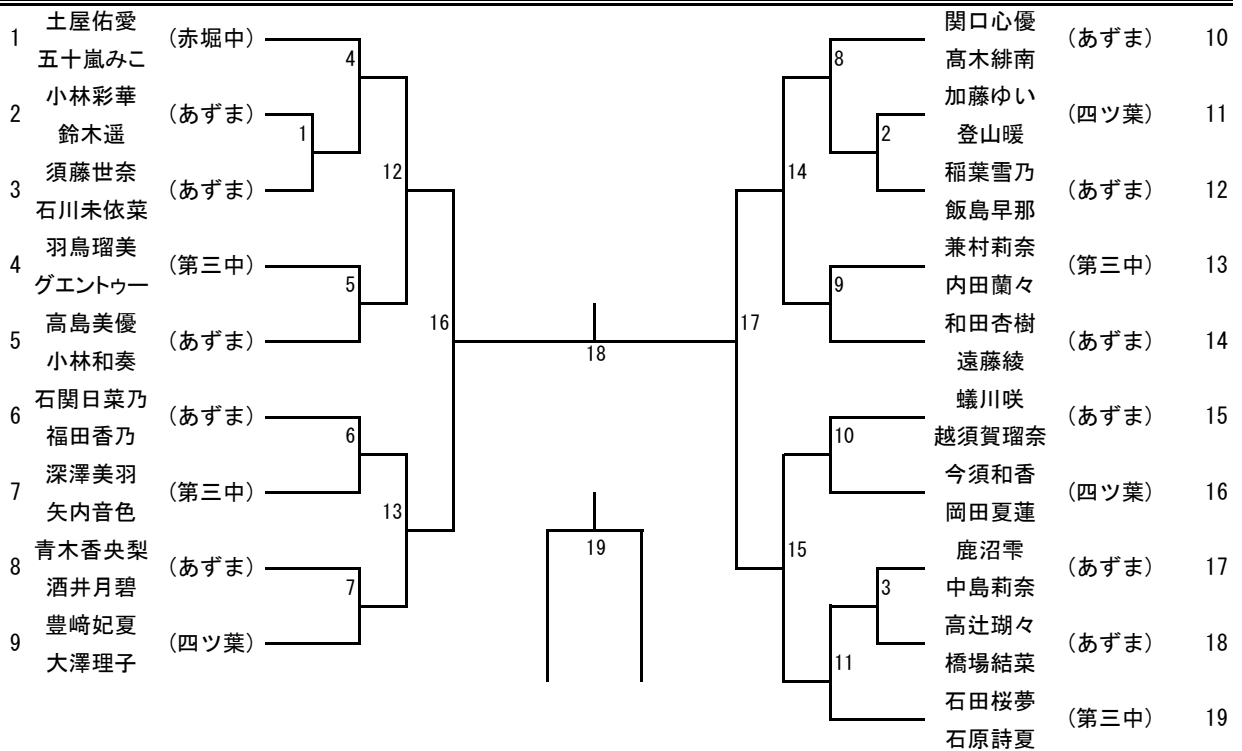 1 土屋佑愛 (赤堀中)
五十嵐みこ
2 小林彩華 (あずま)
鈴木遥
3 須藤世奈 (あずま)
石川未依菜
4 羽鳥瑠美 (第三中)
グエントゥー
5 高島美優 (あずま)
小林和奏
6 石関日菜乃 (あずま)
福田香乃
7 深澤美羽 (第三中)
矢内音色
8 青木香央梨 (あずま)
酒井月碧
9 豊﨑妃夏 (四ツ葉)
大澤理子
4
1
12
5
16
6
13
7
18
19
8
2
14
9
17
10
15
3
11
関口心優 (あずま) 10
髙木緋南
加藤ゆい (四ツ葉) 11
登山暖
稲葉雪乃 (あずま) 12
飯島早那
兼村莉奈 (第三中) 13
内田蘭々
和田杏樹 (あずま) 14
遠藤綾
蟻川咲 (あずま) 15
越須賀瑠奈
今須和香 (四ツ葉) 16
岡田夏蓮
鹿沼雫 (あずま) 17
中島莉奈
高辻瑚々 (あずま) 18
橋場結菜
石田桜夢 (第三中) 19
石原詩夏